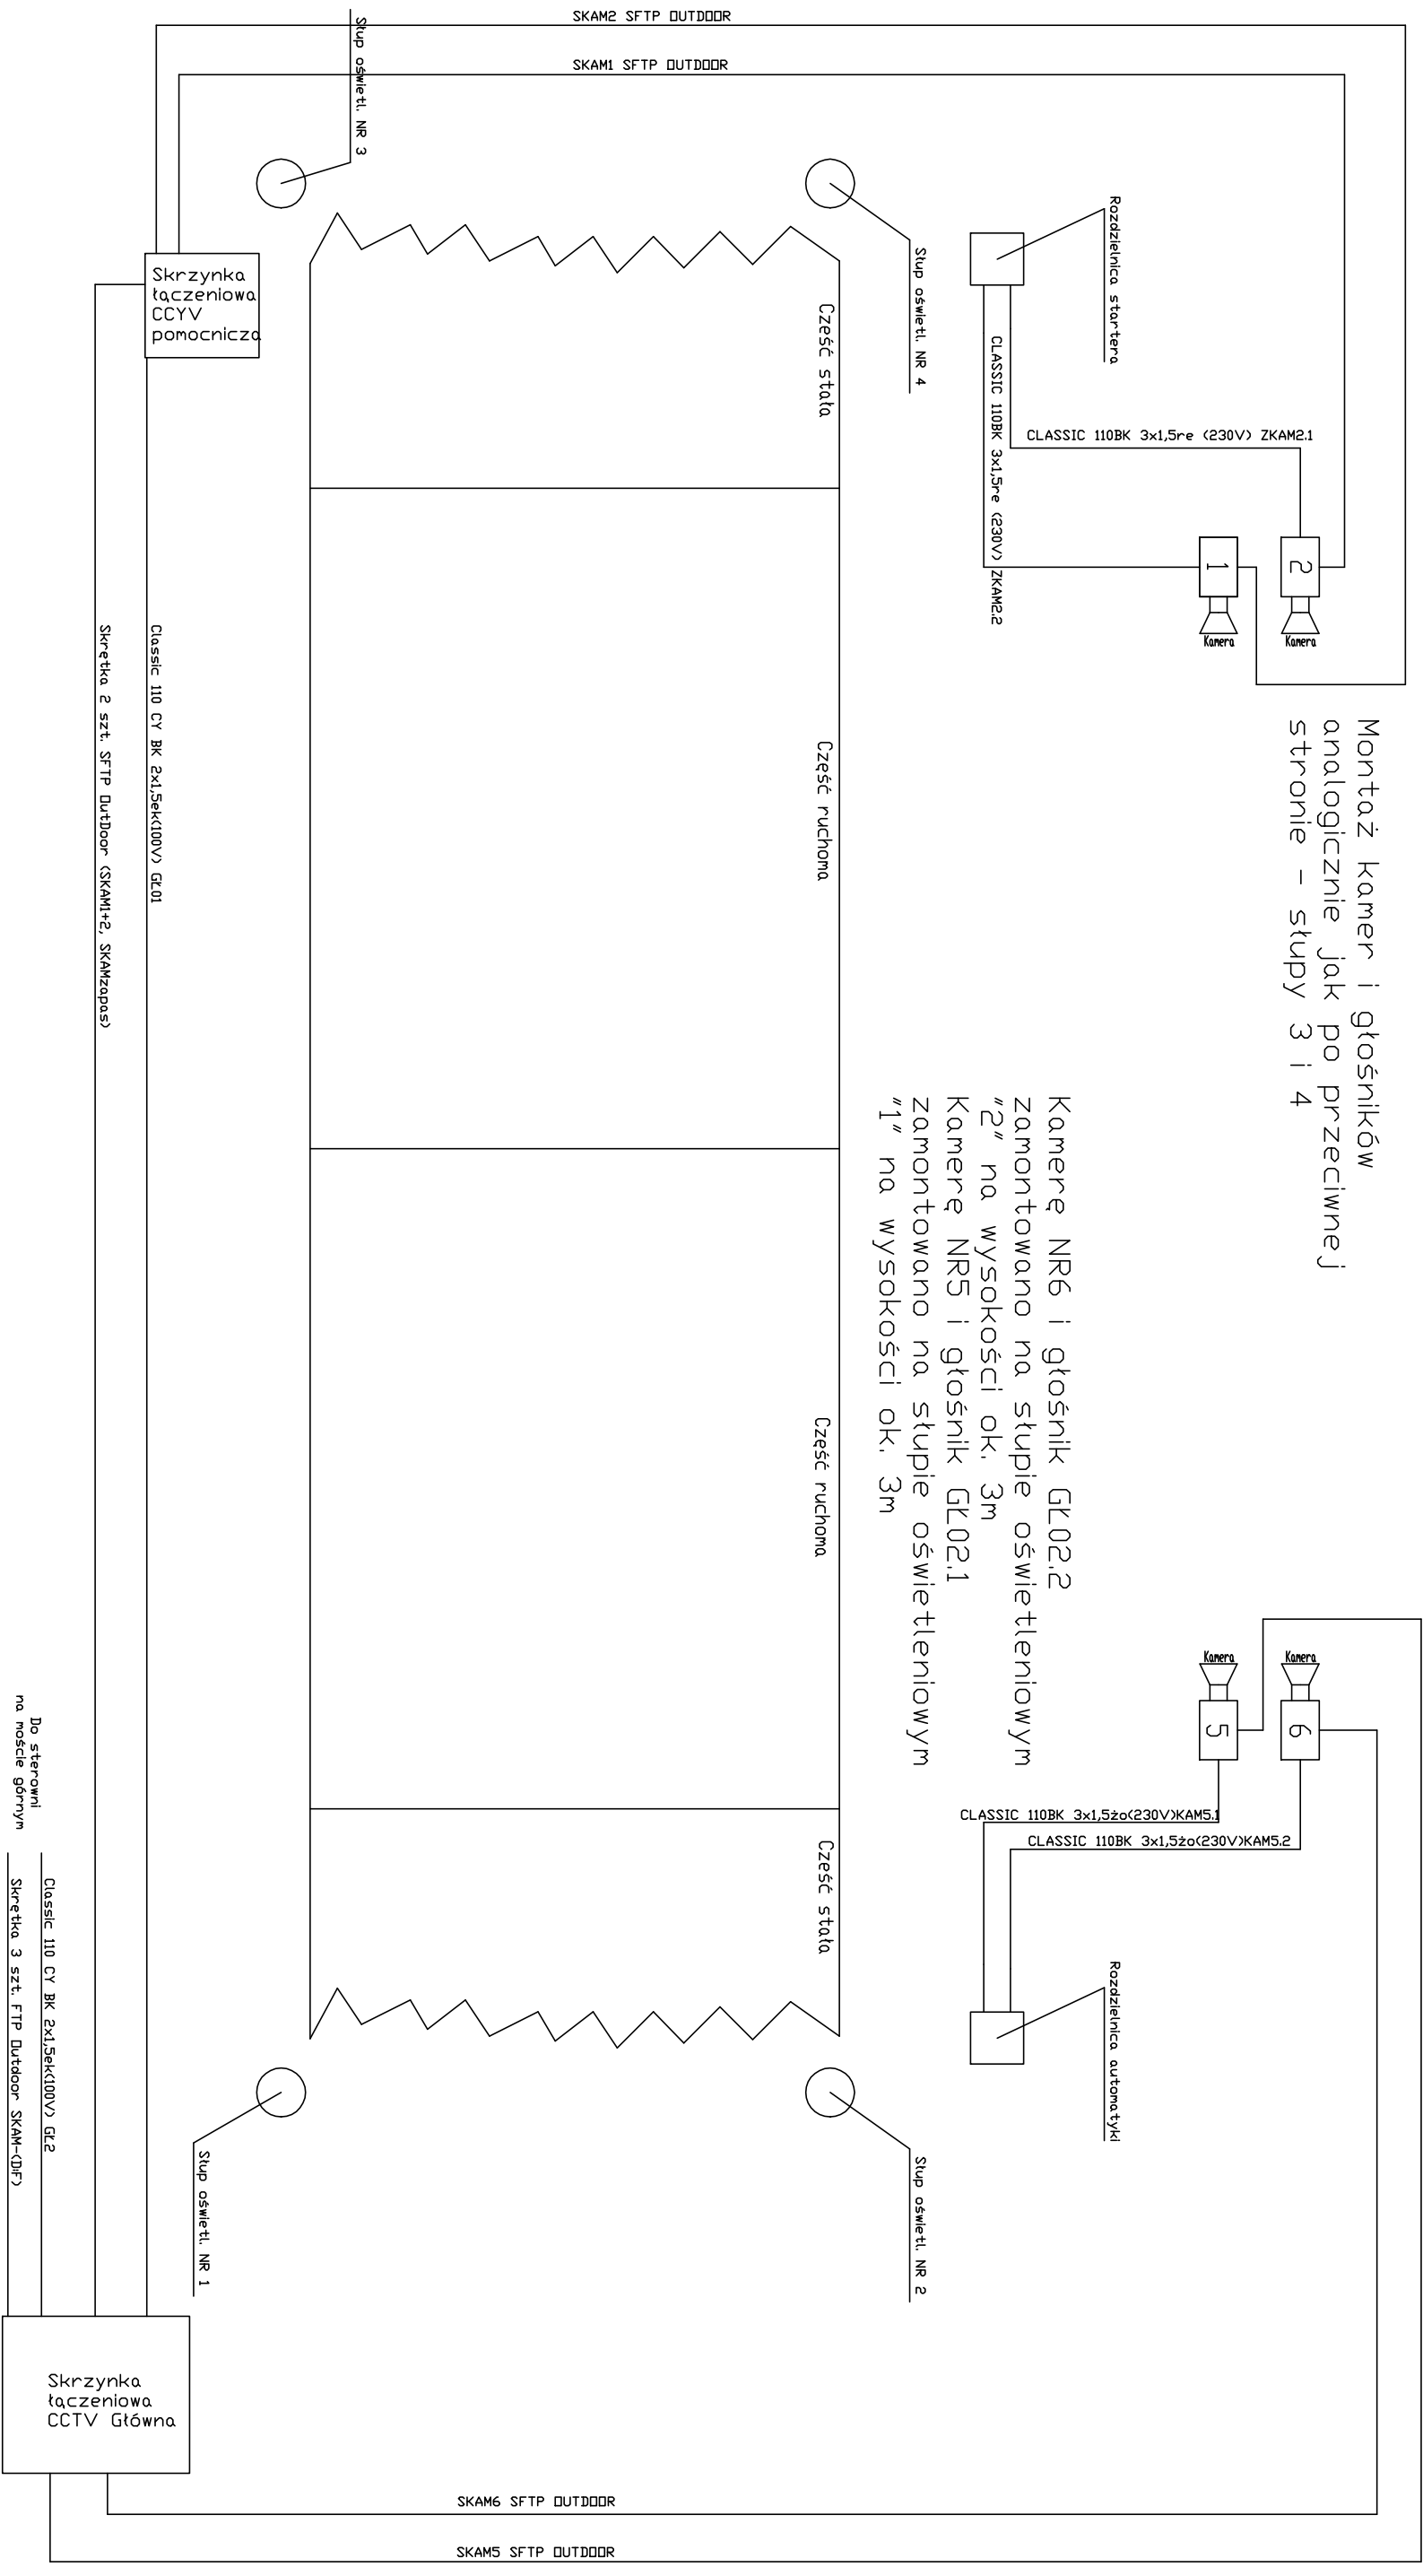 SKAM2 SFTP OUTDOOR
SKAM1 SFTP OUTDOOR
Słup oświetl. NR 3
Słup oświetl. NR 4
Rozdzielnica startera
Skrzynka
łączeniowa
CCYV
pomocnicza
Cześć stała
CLASSIC 110BK 3x1,5re (230V) ZKAM2.2
CLASSIC 110BK 3x1,5re (230V) ZKAM2.1
1
Kamera
2
Kamera
Classic 110 CY BK 2x1,5ek(100V) GŁ01
Skrętka 2 szt. SFTP OutDoor (SKAM1+2, SKAMzapas)
Część ruchoma
Montaż kamer i głośników
analogicznie jak po przeciwnej
stronie - słupy 3 i 4
Kamerę NR6 i głośnik GŁ02.2
zamontowano na słupie oświetleniowym
"2" na wysokości ok. 3m
Kamerę NR5 i głośnik GŁ02.1
zamontowano na słupie oświetleniowym
"1" na wysokości ok. 3m
Część ruchoma
Kamera
5
Kamera
6
CLASSIC 110BK 3x1,5żo(230V)KAM5.1
CLASSIC 110BK 3x1,5żo(230V)KAM5.2
Do sterowni
na moście górnym
Cześć stała
Classic 110 CY BK 2x1,5ek(100V) GŁ2
Skrętka 3 szt. FTP Outdoor SKAM-(D:F)
Rozdzielnica automatyki
Słup oświetl. NR 1
Słup oświetl. NR 2
Skrzynka
łączeniowa
CCTV Główna
SKAM6 SFTP OUTDOOR
SKAM5 SFTP OUTDOOR